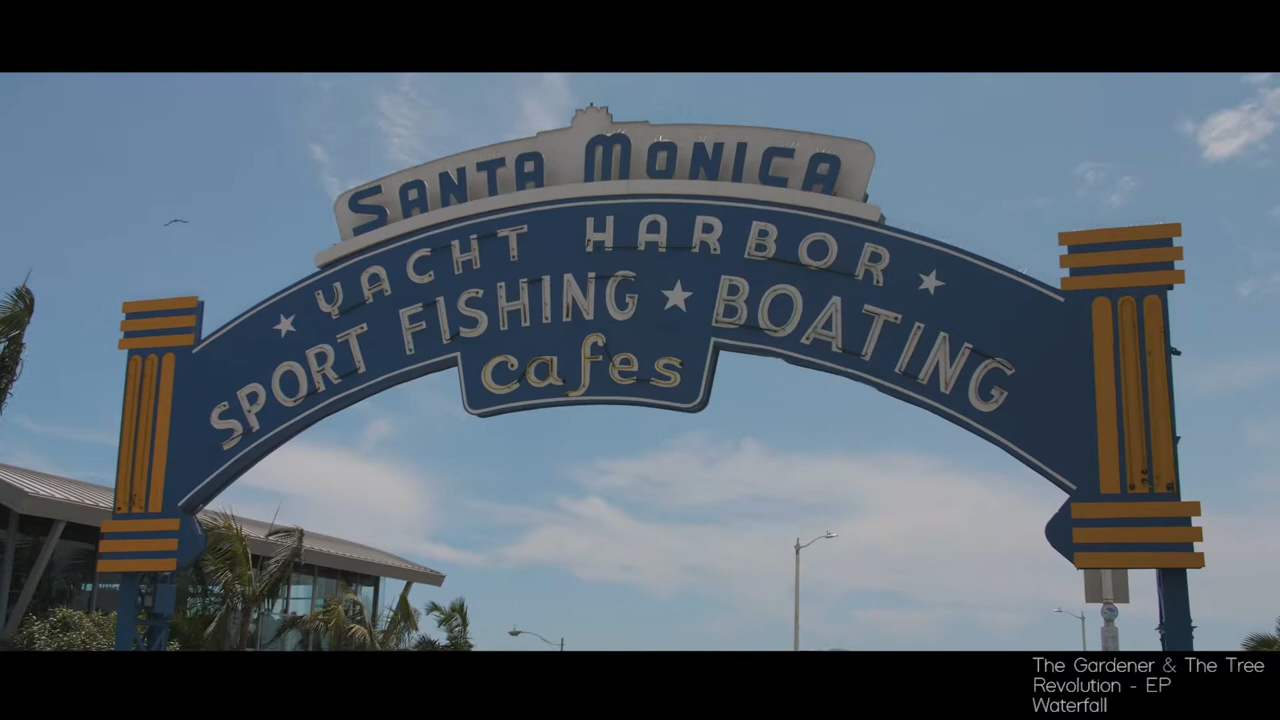 SANTA MONICA
YACHT HARBOR
SPORT FISHING BOATING
cafes
The Gardener & The Tree
Revolution - EP
Waterfall